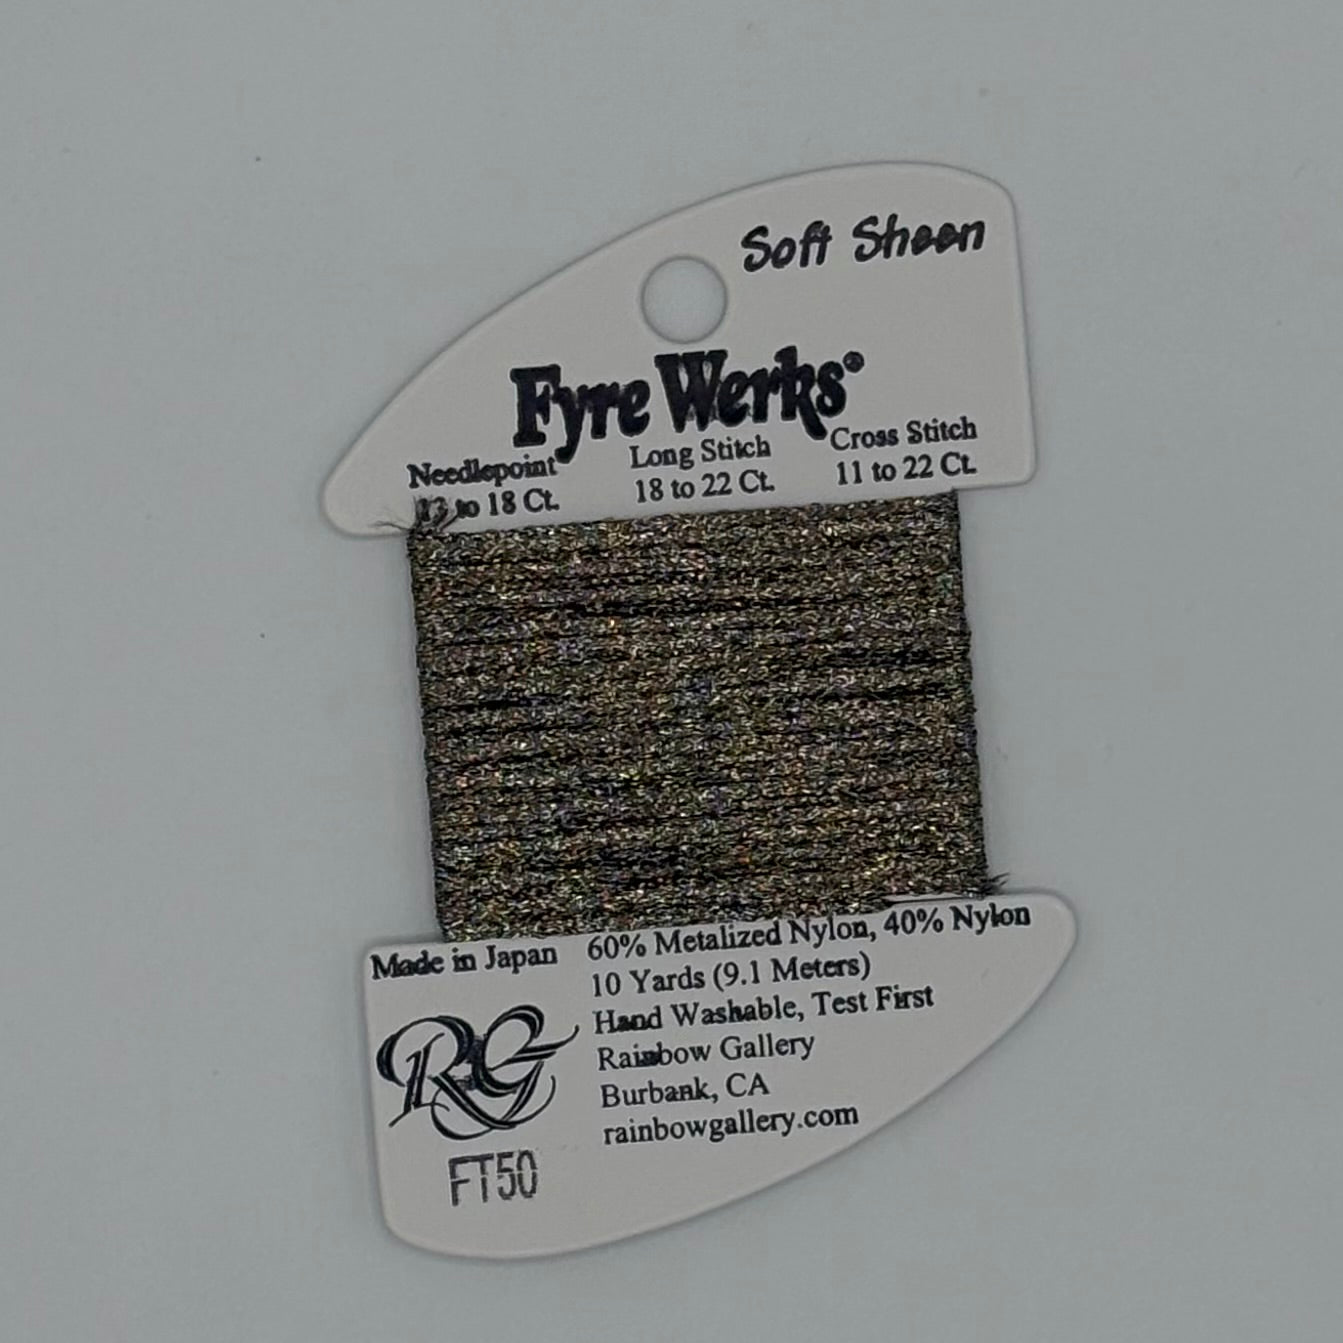 Soft Sheen
Fyre Werks®
Needlepoint
13 to 18 Ct.
Long Stitch
18 to 22 Ct.
Cross Stitch
11 to 22 Ct.
Made in Japan
60% Metalized Nylon, 40% Nylon
10 Yards (9.1 Meters)
Hand Washable, Test First
Rainbow Gallery
Burbank, CA
rainbowgallery.com
RG
FT50